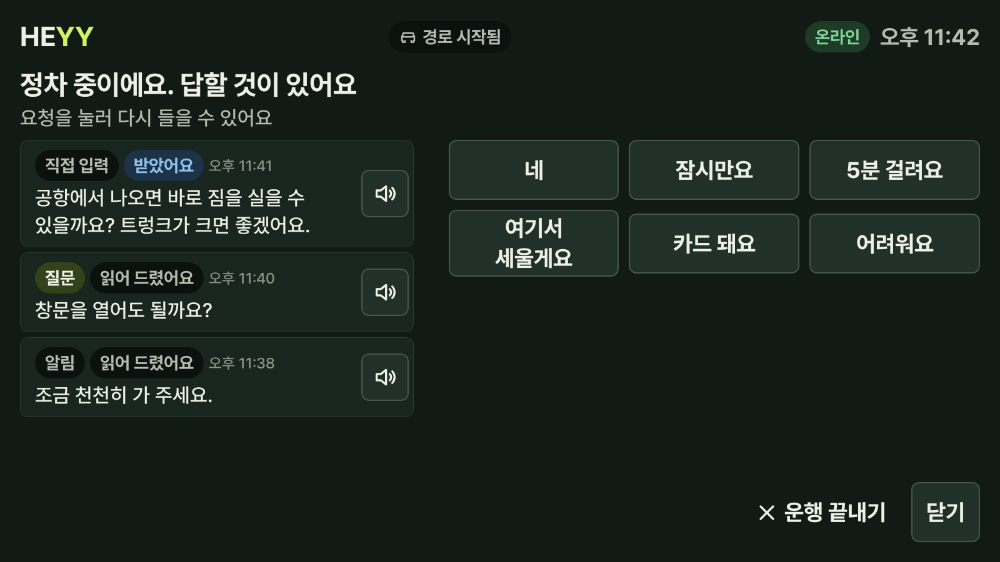 HEYY
경로 시작됨
온라인 오후 11:42
정차 중이에요. 답할 것이 있어요
요청을 눌러 다시 들을 수 있어요
직접 입력 받았어요 오후 11:41
공항에서 나오면 바로 짐을 실을 수
있을까요? 트렁크가 크면 좋겠어요.
질문 읽어 드렸어요 오후 11:40
창문을 열어도 될까요?
알림 읽어 드렸어요 오후 11:38
조금 천천히 가 주세요.
네
잠시만요
5분 걸려요
여기서
세울게요
카드 돼요
어려워요
운행 끝내기
닫기